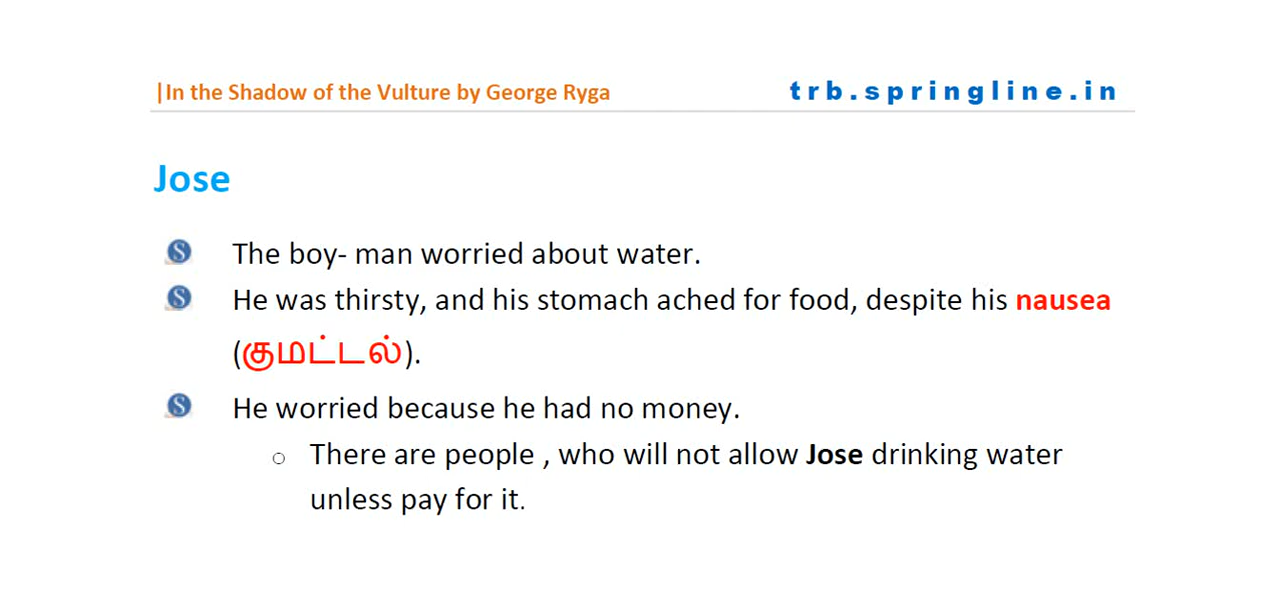 |In the Shadow of the Vulture by George Ryga trb.springline.in
Jose
The boy- man worried about water.
He was thirsty, and his stomach ached for food, despite his nausea
(குமட்டல்).
He worried because he had no money.
There are people , who will not allow Jose drinking water
unless pay for it.